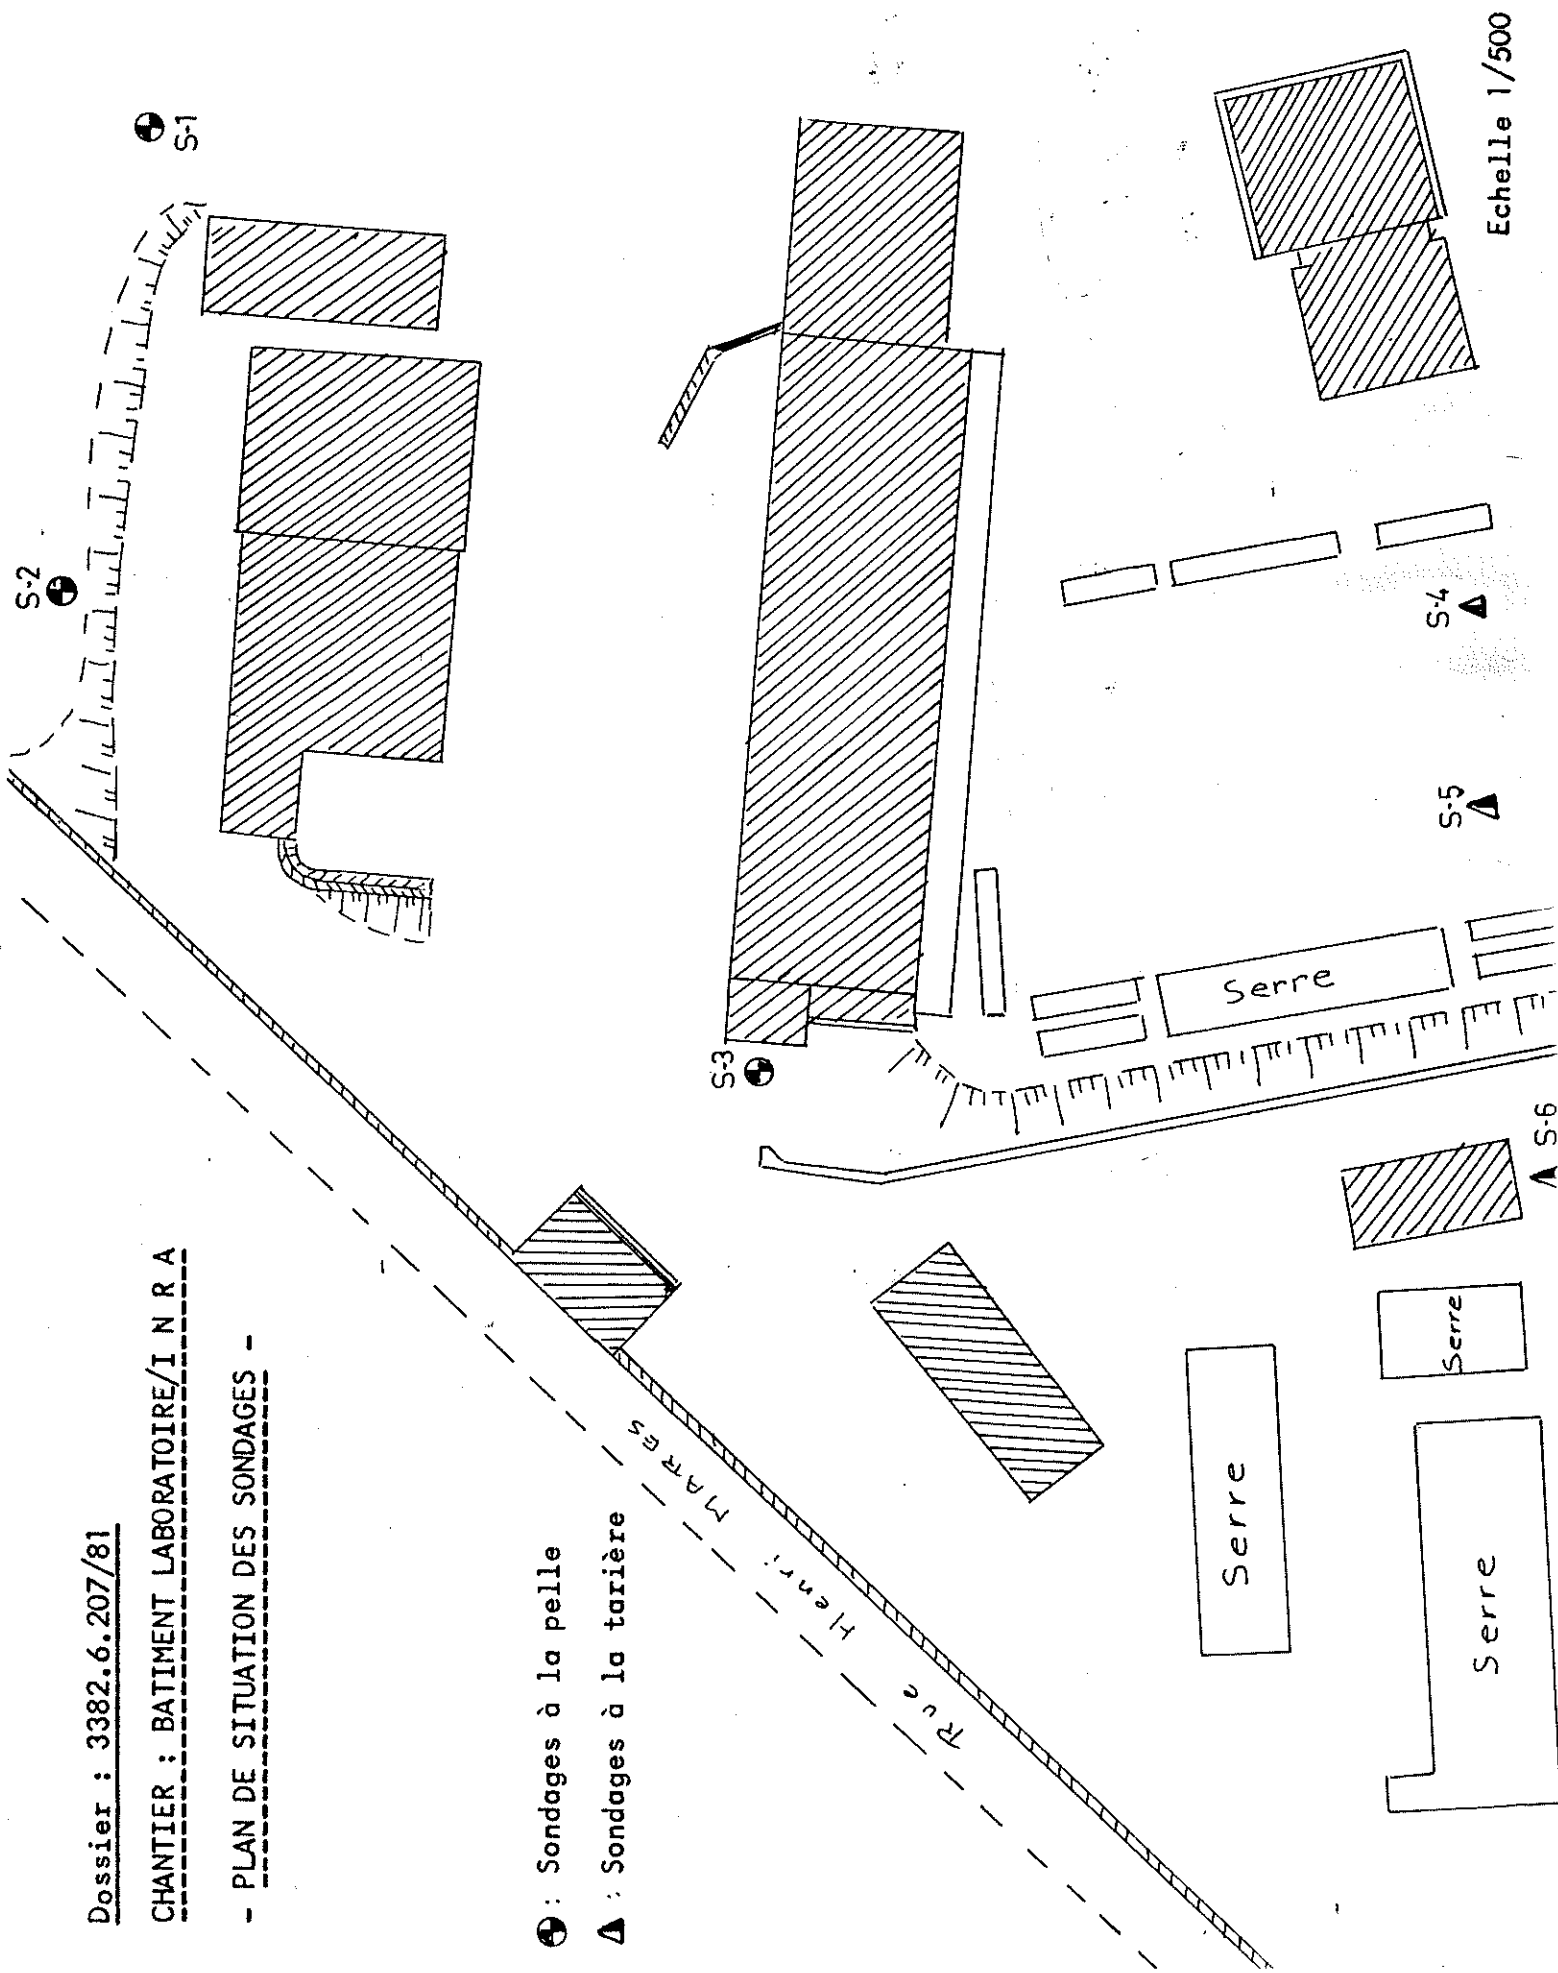 Dossier : 3382.6.207/81
CHANTIER : BATIMENT LABORATOIRE/I N R A
- PLAN DE SITUATION DES SONDAGES -
: Sondages à la pelle
: Sondages à la tarière
S-2
S-1
S-3
S-4
S-5
S-6
Rue Henri MARES
Serre
Serre
Serre
Serre
Echelle 1/500